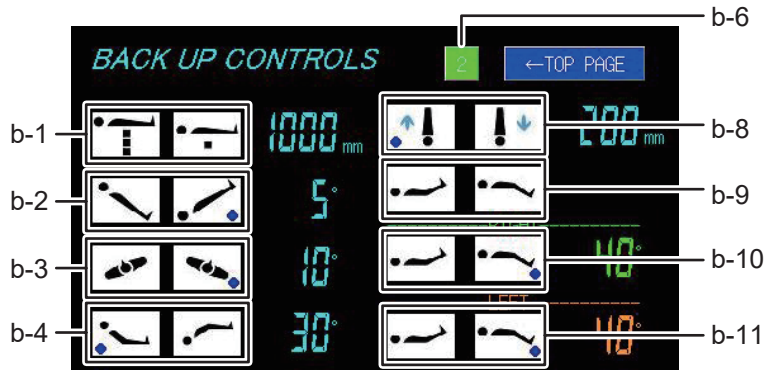 b-6
BACK UP CONTROLS
2
←TOP PAGE
b-1
1000 mm
b-8
200 mm
b-2
5°
b-9
b-3
10°
b-10
40°
LEFT
b-4
30°
b-11
40°